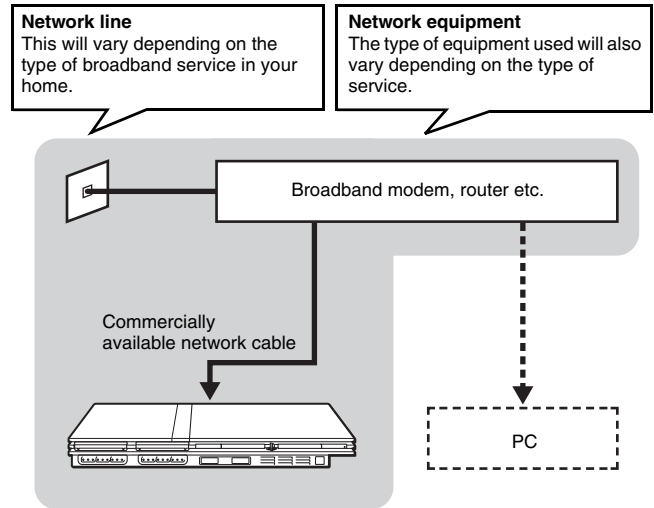 Network line
This will vary depending on the
type of broadband service in your
home.
Network equipment
The type of equipment used will also
vary depending on the type of
service.
Broadband modem, router etc.
Commercially
available network cable
PC